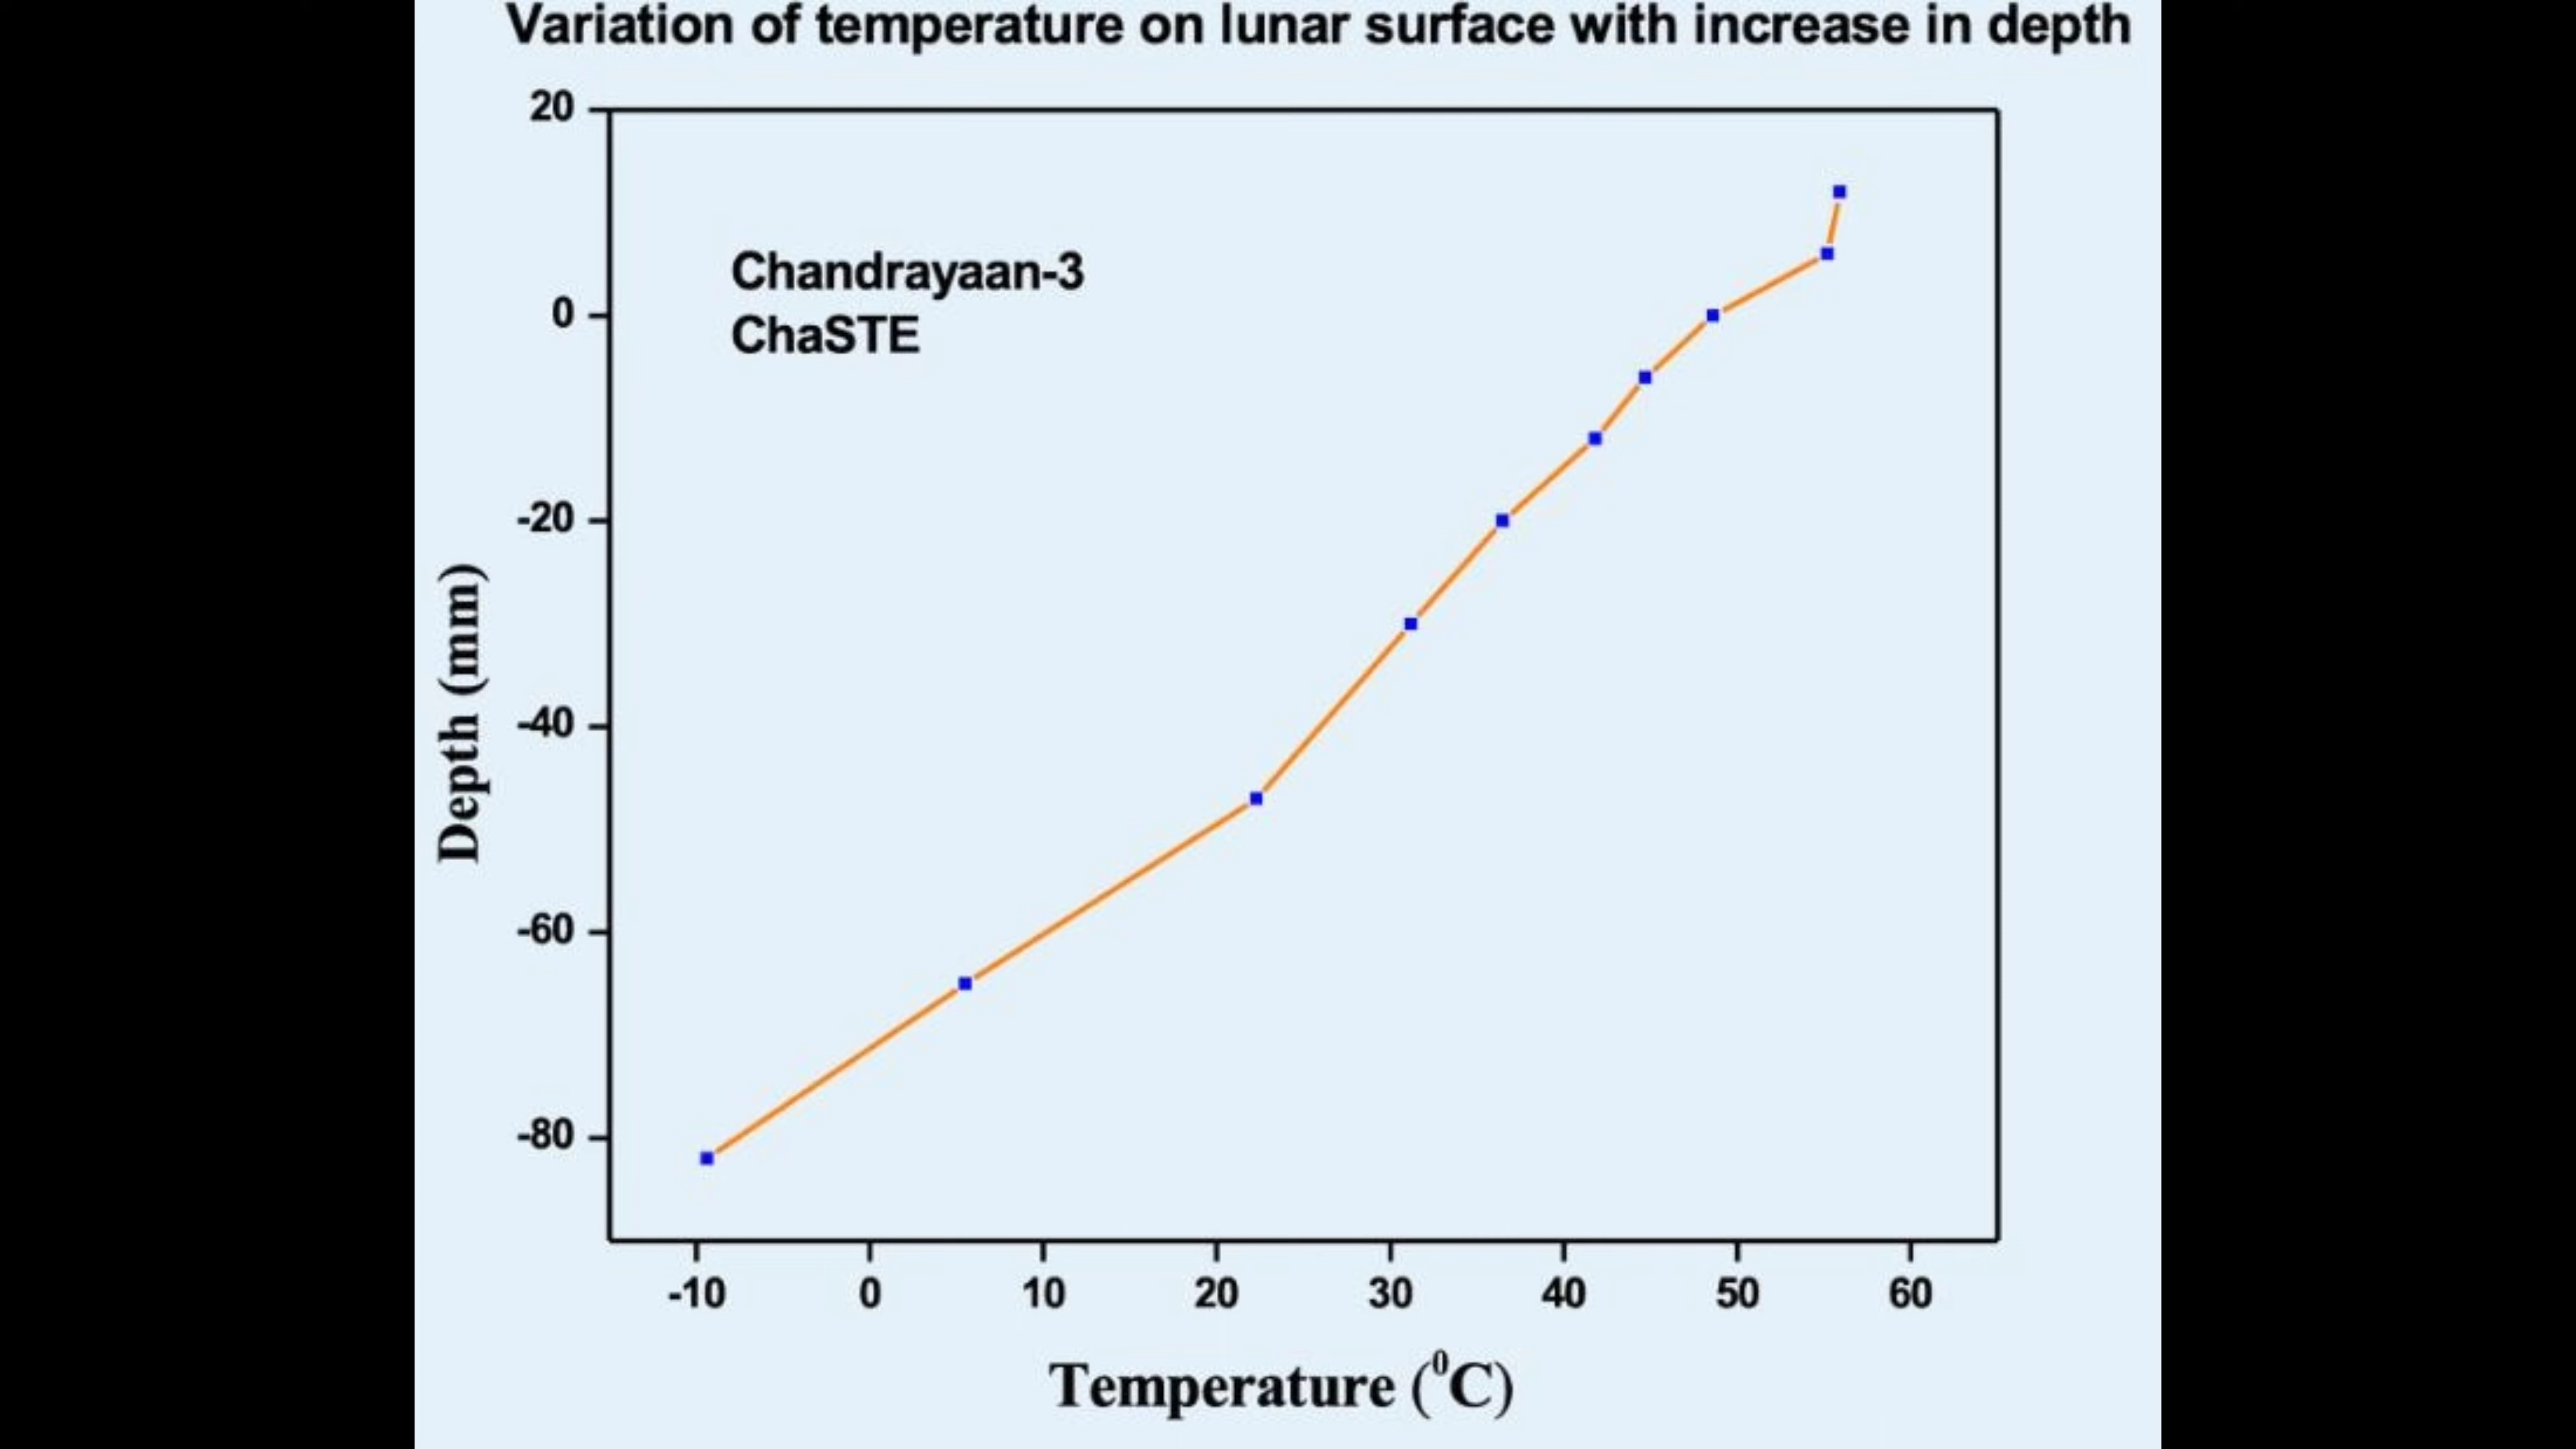 Variation of temperature on lunar surface with increase in depth
20
0
-20
-40
-60
-80
Depth (mm)
Chandrayaan-3
ChaSTE
-10 0 10 20 30 40 50 60
Temperature (⁰C)